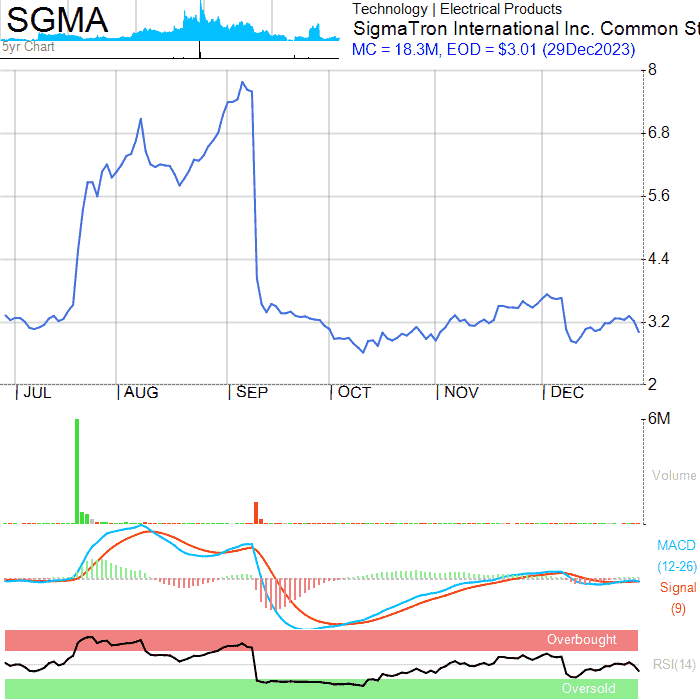 SGMA
5yr Chart
Technology | Electrical Products
SigmaTron International Inc. Common St
MC = 18.3M, EOD = $3.01 (29Dec2023)
8
6.8
5.6
4.4
3.2
2
JUL AUG SEP OCT NOV DEC
6M
Volume
MACD
(12-26)
Signal
(9)
Overbought
RSI(14)
Oversold